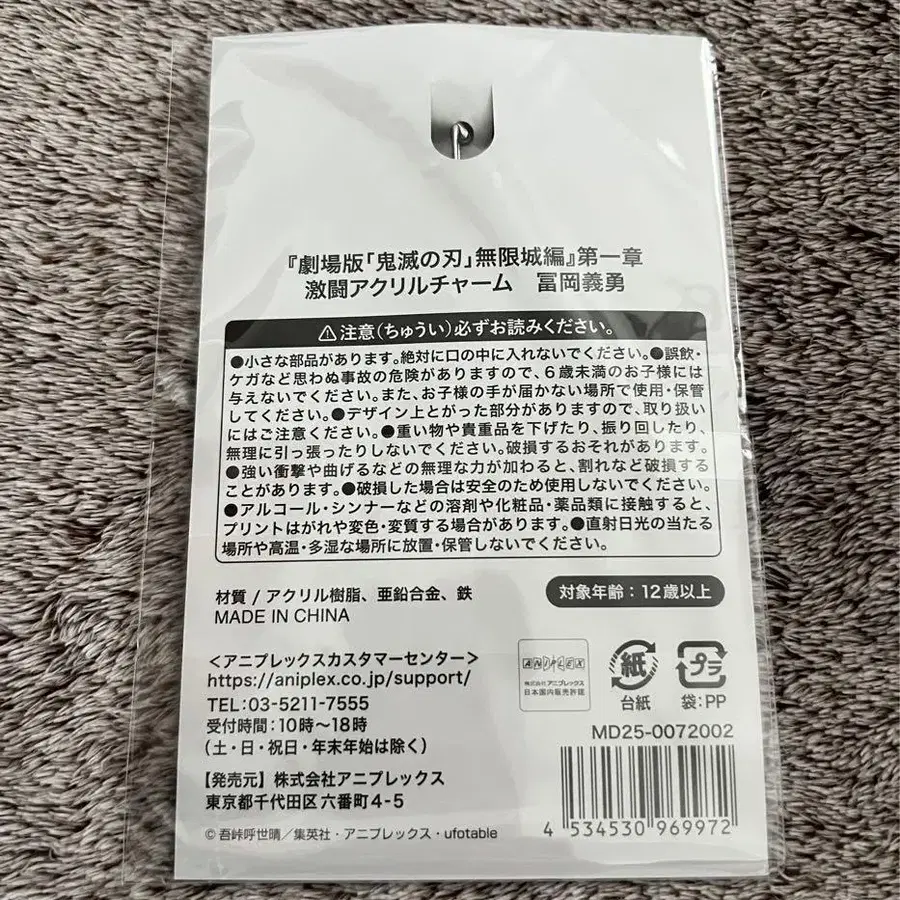 『劇場版「鬼滅の刃」無限城編』第一章
激闘アクリルチャーム　冨岡義勇
⚠注意(ちゅうい)必ずお読みください。
●小さな部品があります。絶対に口の中に入れないでください。●誤飲・
ケガなど思わぬ事故の危険がありますので、6歳未満のお子様には
与えないでください。また、お子様の手が届かない場所で使用・保管
してください。●デザイン上とがった部分がありますので、取り扱い
にはご注意ください。●重い物や貴重品を下げたり、振り回したり、
無理に引っ張ったりしないでください。破損するおそれがあります。
●強い衝撃や曲げるなどの無理な力が加わると、割れなど破損する
ことがあります。●破損した場合は安全のため使用しないでください。
●アルコール・シンナーなどの溶剤や化粧品・薬品類に接触すると、
プリントはがれや変色・変質する場合があります。●直射日光の当たる
場所や高温・多湿な場所に放置・保管しないでください。
材質 / アクリル樹脂、亜鉛合金、鉄
MADE IN CHINA
対象年齢：12歳以上
<アニプレックスカスタマーセンター>
https://aniplex.co.jp/support/
TEL:03-5211-7555
受付時間：10時～18時
(土・日・祝日・年末年始は除く)
【発売元】株式会社アニプレックス
東京都千代田区六番町4-5
©吾峠呼世晴／集英社・アニプレックス・ufotable
ANIPLEX
株式会社アニプレックス
日本国内販売許諾
紙
台紙
プラ
袋：PP
MD25-0072002
4 534530 969972